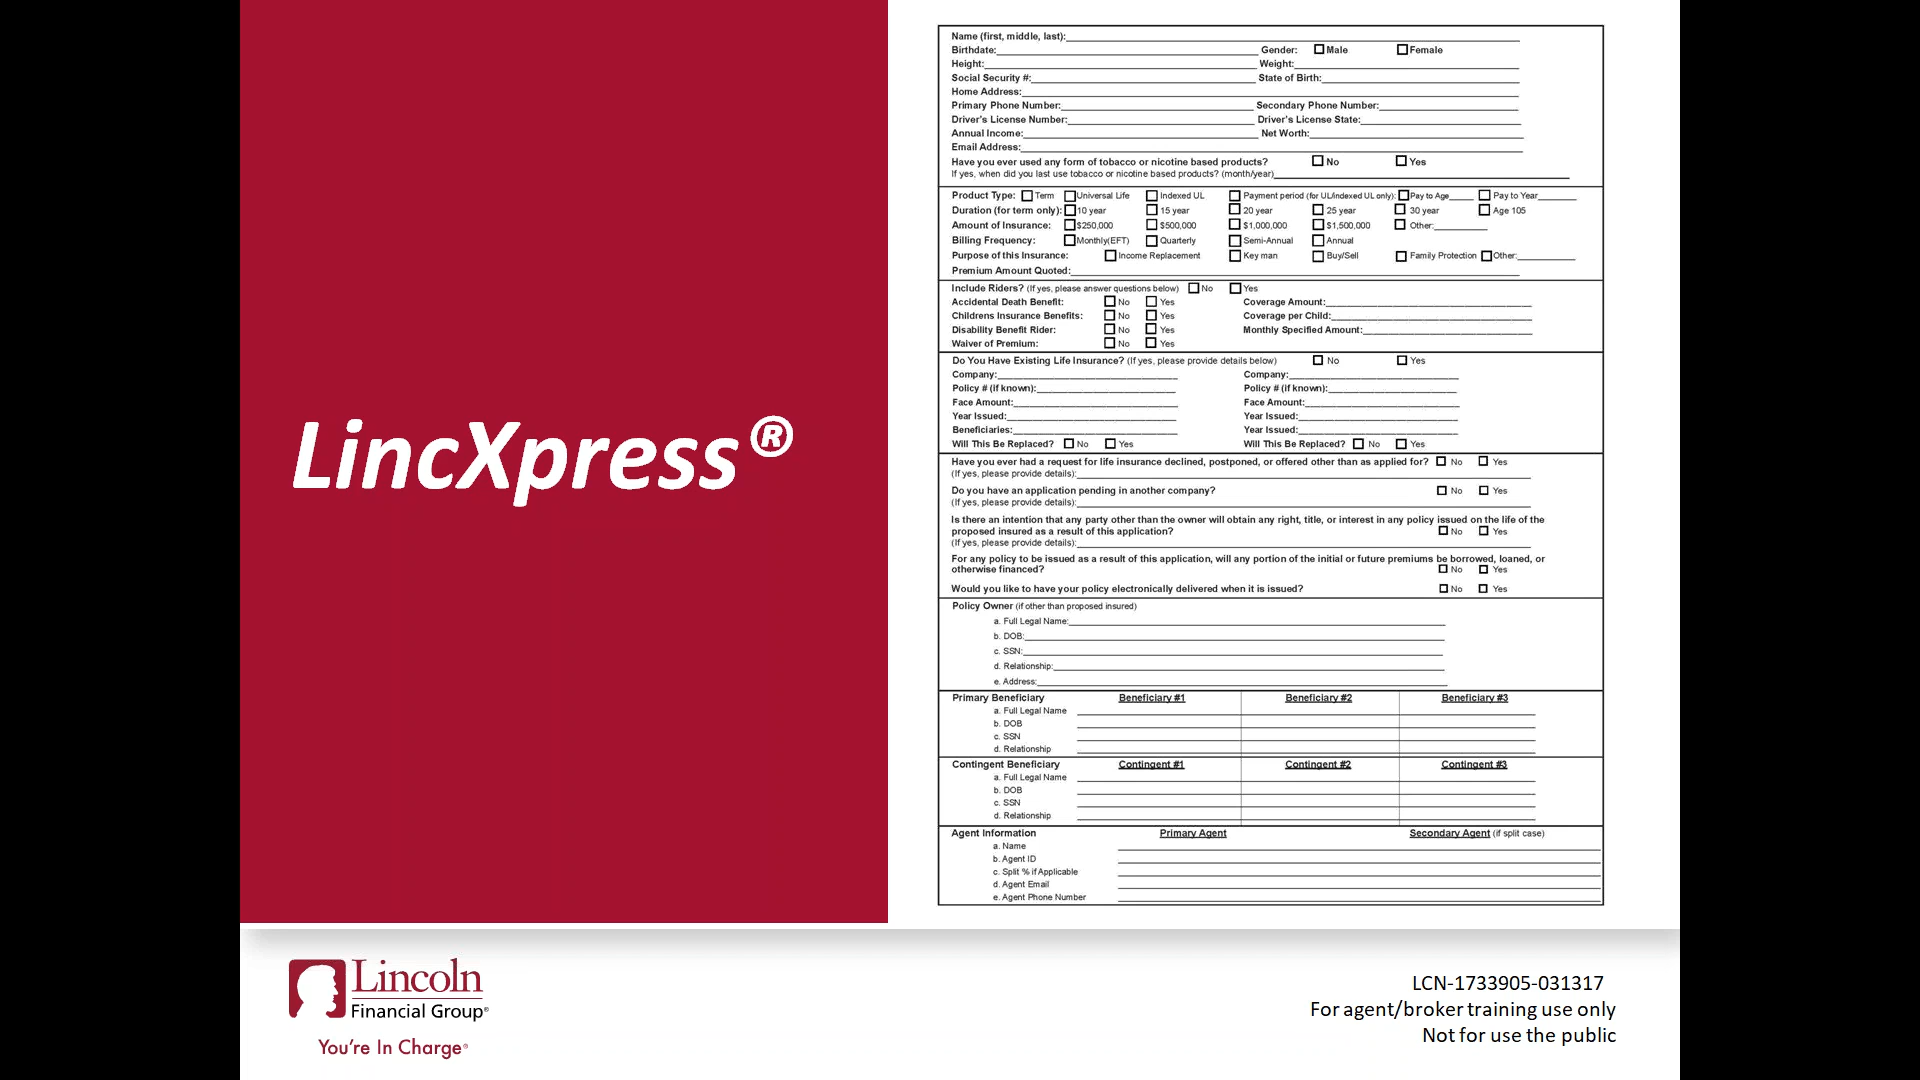 LincXpress®
Name (first, middle, last):
Birthdate: Gender: Male Female
Height: Weight:
Social Security #: State of Birth:
Home Address:
Primary Phone Number: Secondary Phone Number:
Driver's License Number: Driver's License State:
Annual Income: Net Worth:
Email Address:
Have you ever used any form of tobacco or nicotine based products? No Yes
If yes, when did you last use tobacco or nicotine based products? (month/year)
Product Type: Term Universal Life Indexed UL Payment period (for UL/indexed UL only): Pay to Age Pay to Year
Duration (for term only): 10 year 15 year 20 year 25 year 30 year Age 105
Amount of Insurance: $250,000 $500,000 $1,000,000 $1,500,000 Other:
Billing Frequency: Monthly(EFT) Quarterly Semi-Annual Annual
Purpose of this Insurance: Income Replacement Key man Buy/Sell Family Protection Other:
Premium Amount Quoted:
Include Riders? (If yes, please answer questions below) No Yes
Accidental Death Benefit: No Yes Coverage Amount:
Childrens Insurance Benefits: No Yes Coverage per Child:
Disability Benefit Rider: No Yes Monthly Specified Amount:
Waiver of Premium: No Yes
Do You Have Existing Life Insurance? (If yes, please provide details below) No Yes
Company: Company:
Policy # (if known): Policy # (if known):
Face Amount: Face Amount:
Year Issued: Year Issued:
Beneficiaries: Year Issued:
Will This Be Replaced? No Yes Will This Be Replaced? No Yes
Have you ever had a request for life insurance declined, postponed, or offered other than as applied for? No Yes
(If yes, please provide details):
Do you have an application pending in another company? No Yes
(If yes, please provide details):
Is there an intention that any party other than the owner will obtain any right, title, or interest in any policy issued on the life of the
proposed insured as a result of this application? No Yes
(If yes, please provide details):
For any policy to be issued as a result of this application, will any portion of the initial or future premiums be borrowed, loaned, or
otherwise financed? No Yes
Would you like to have your policy electronically delivered when it is issued? No Yes
Policy Owner (if other than proposed insured)
a. Full Legal Name:
b. DOB:
c. SSN:
d. Relationship:
e. Address:
Primary Beneficiary Beneficiary #1 Beneficiary #2 Beneficiary #3
a. Full Legal Name
b. DOB
c. SSN
d. Relationship
Contingent Beneficiary Contingent #1 Contingent #2 Contingent #3
a. Full Legal Name
b. DOB
c. SSN
d. Relationship
Agent Information Primary Agent Secondary Agent (if split case)
a. Name
b. Agent ID
c. Split % if Applicable
d. Agent Email
e. Agent Phone Number
Lincoln
Financial Group®
You're In Charge®
LCN-1733905-031317
For agent/broker training use only
Not for use the public